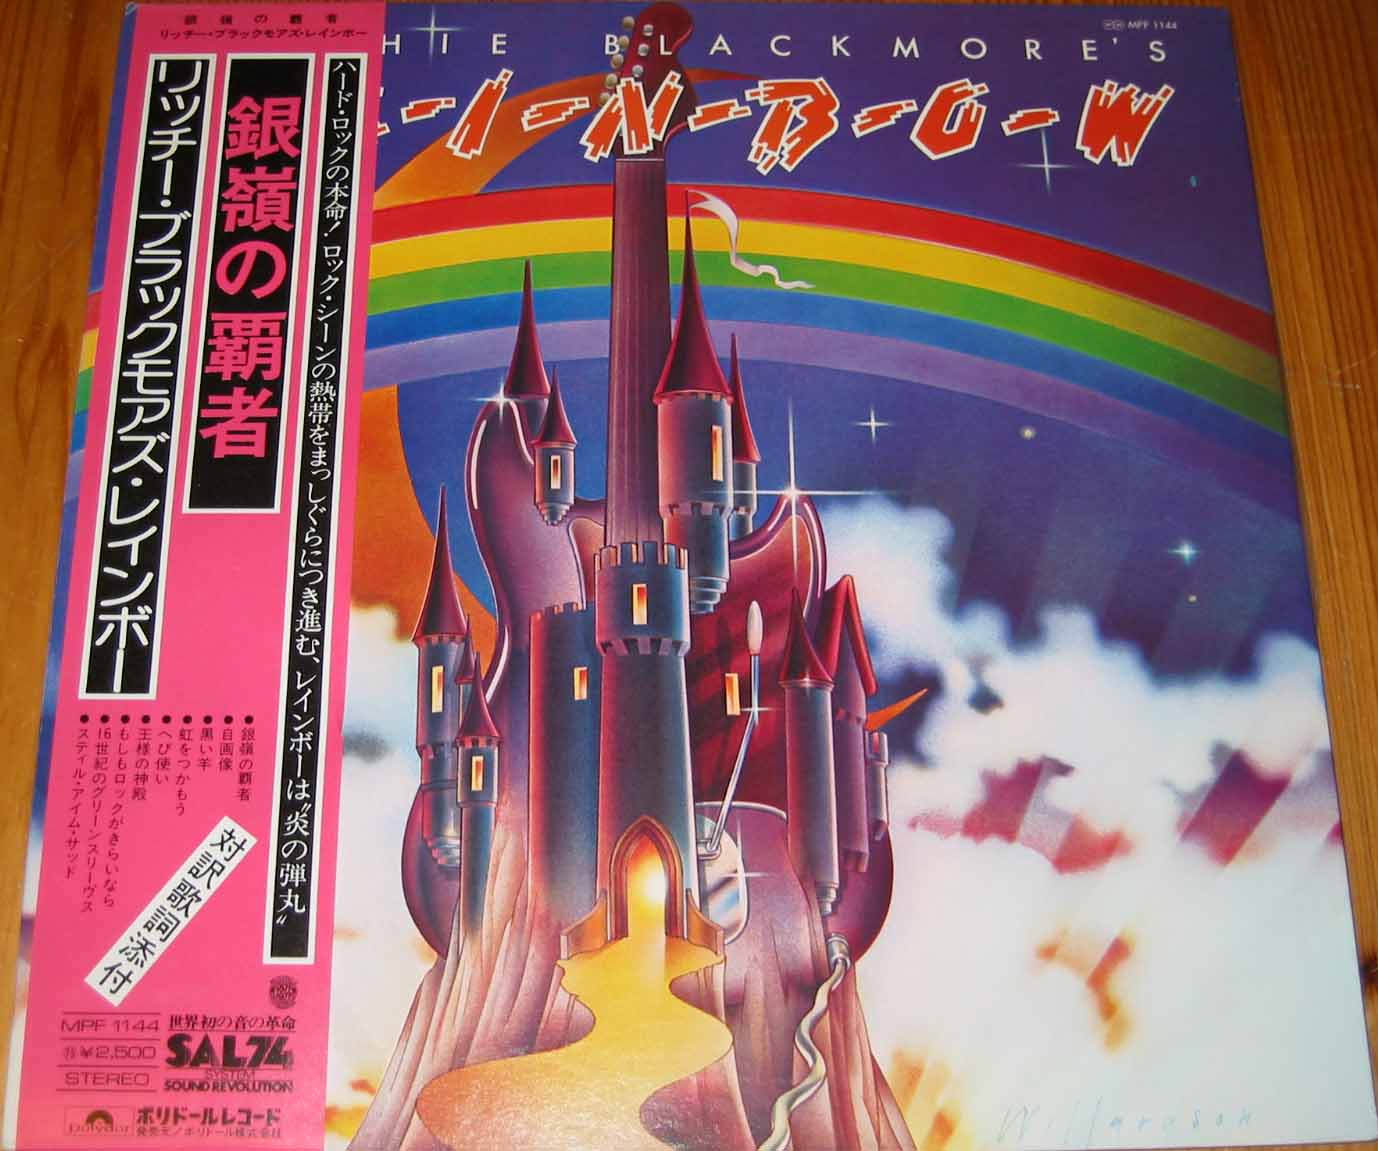 銀嶺の覇者
リッチー・ブラックモアズ・レインボー
ハード・ロックの本命!ロック・シーンの熱帯をまっしぐらにつき進む、レインボーは〝炎の弾丸〟
銀嶺の覇者
リッチー・ブラックモアズ・レインボー
●銀嶺の覇者
●自画像
●黒い羊
●虹をつかもう
●へび使い
●王様の神殿
●もしもロックがきらいなら
●16世紀のグリーンスリーヴス
●スティル・アイム・サッド
対訳歌詞添付
MPF 1144
¥2,500
STEREO
世界初の音の革命
SAL74
SYSTEM
SOUND REVOLUTION
polydor
ポリドールレコード
発売元/ポリドール株式会社
HIE BLACKMORE'S
I-N-B-O-W
MPF 1144
Willardson